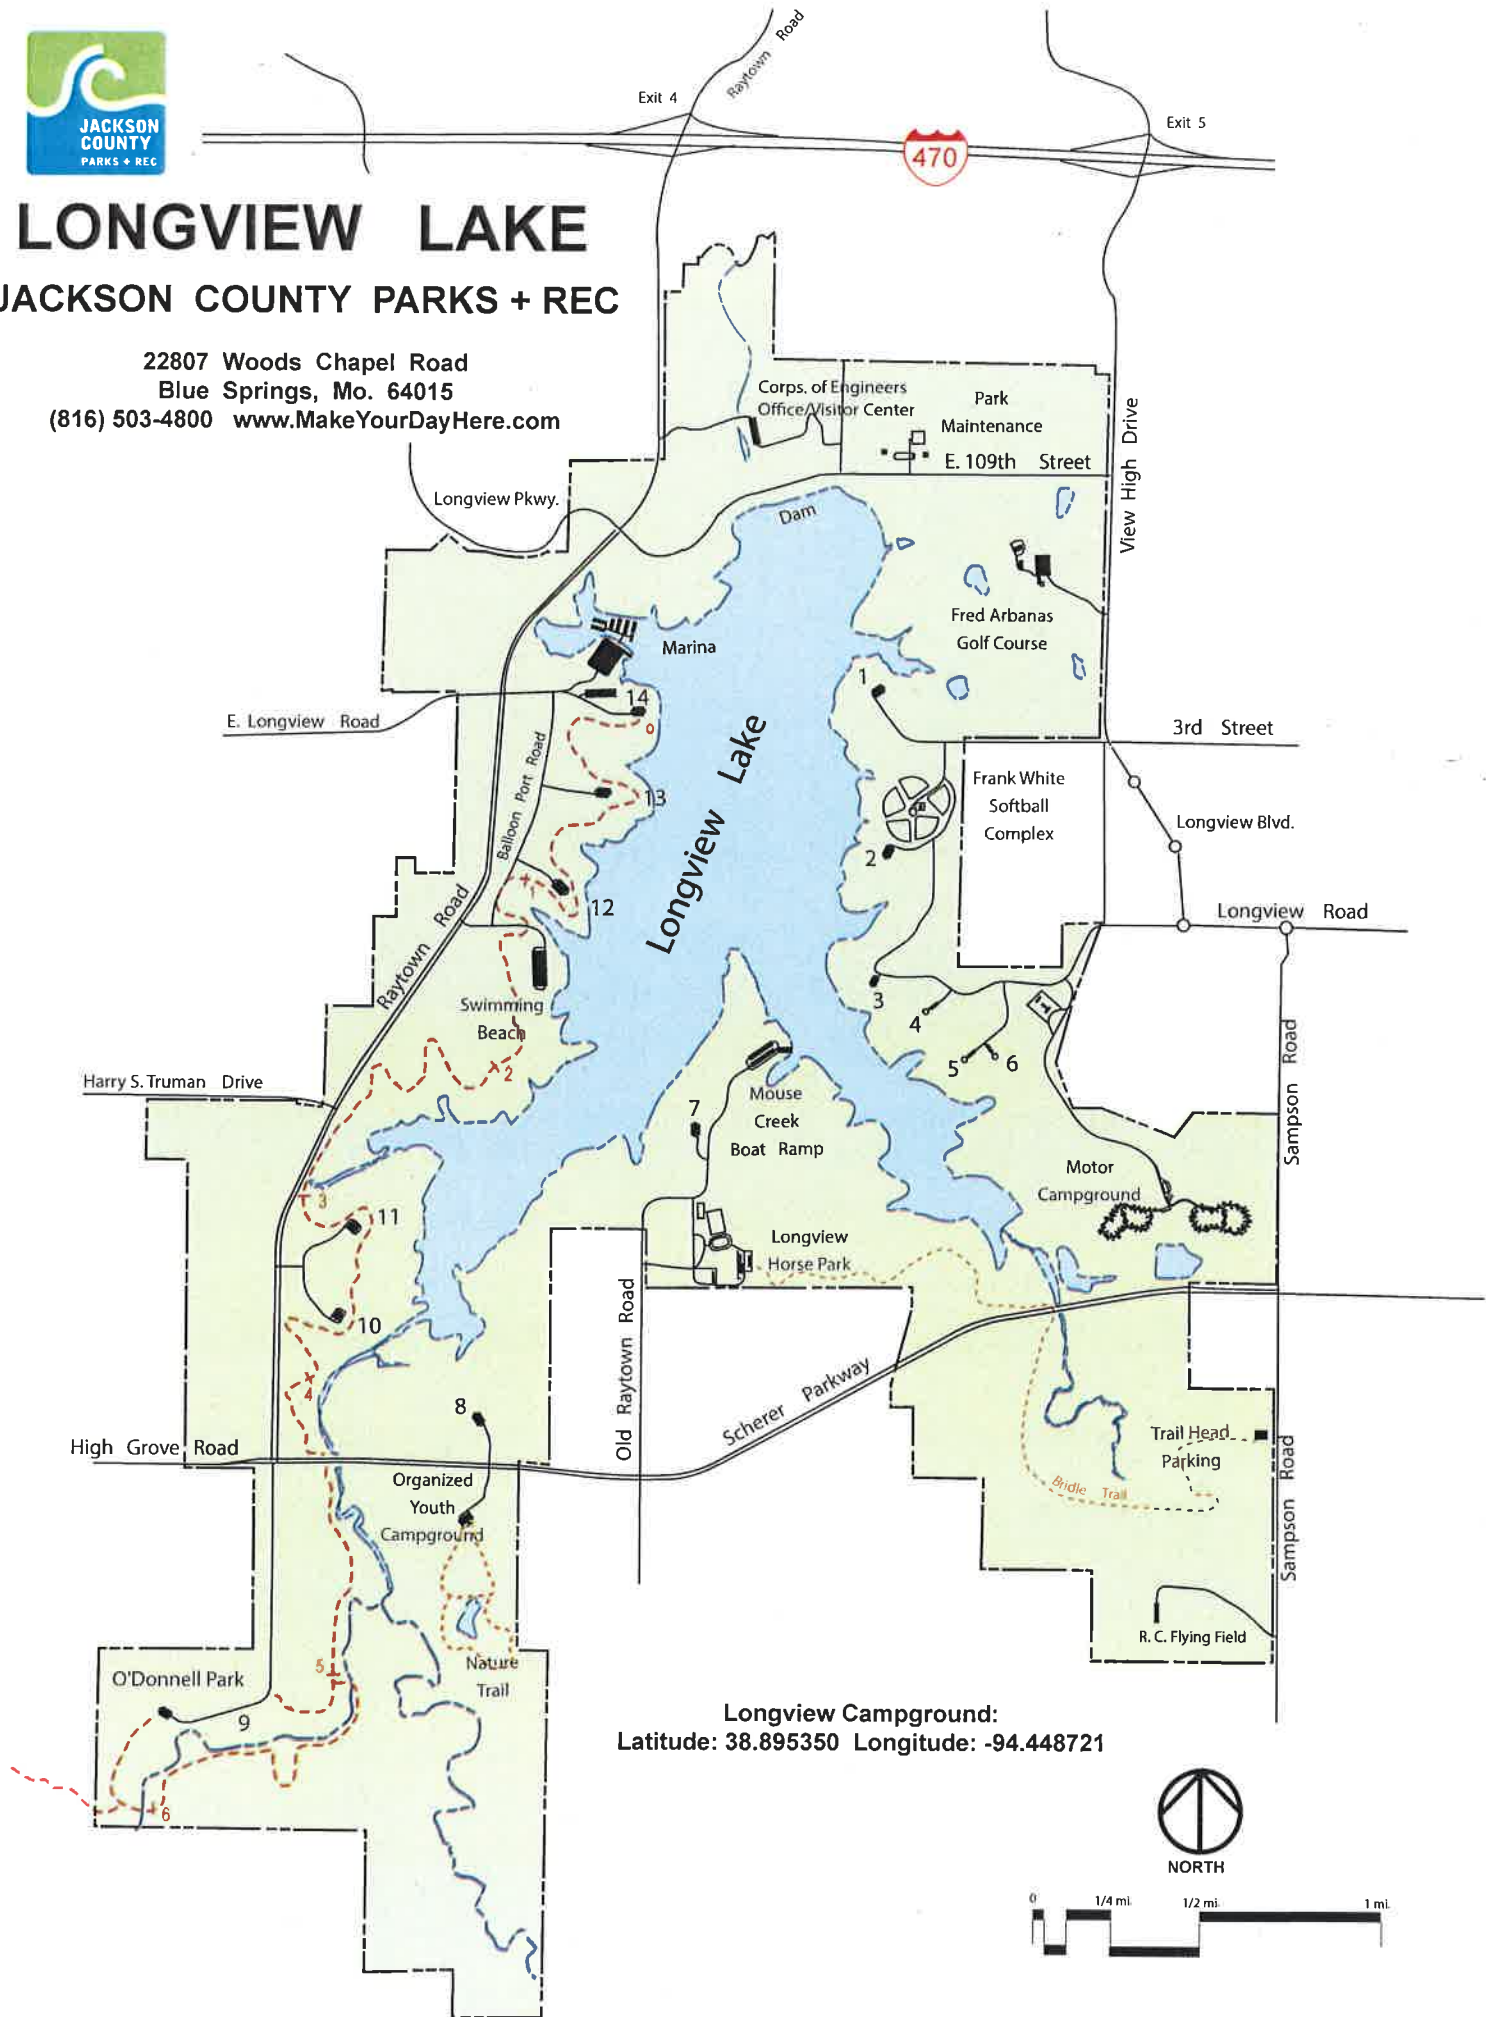 JACKSON
COUNTY
PARKS + REC
LONGVIEW LAKE
JACKSON COUNTY PARKS + REC
22807 Woods Chapel Road
Blue Springs, Mo. 64015
(816) 503-4800 www.MakeYourDayHere.com
Raytown Road
Exit 4
Exit 5
470
Corps. of Engineers
Office/Visitor Center
Park
Maintenance
E. 109th Street
View High Drive
Longview Pkwy.
Dam
Fred Arbanas
Golf Course
Marina
1
14
0
E. Longview Road
3rd Street
Balloon Port Road
13
Longview Lake
Frank White
Softball
Complex
Longview Blvd.
2
1
12
Raytown Road
Longview Road
Swimming
Beach
3
4
5
6
2
Harry S. Truman Drive
Sampson Road
7
Mouse
Creek
Boat Ramp
Motor
Campground
3
11
Longview
Horse Park
10
Old Raytown Road
4
8
Scherer Parkway
High Grove Road
Trail Head
Parking
Bridle Trail
Sampson Road
Organized
Youth
Campground
R. C. Flying Field
5
Nature
Trail
O'Donnell Park
9
6
Longview Campground:
Latitude: 38.895350 Longitude: -94.448721
NORTH
0 1/4 mi. 1/2 mi. 1 mi.